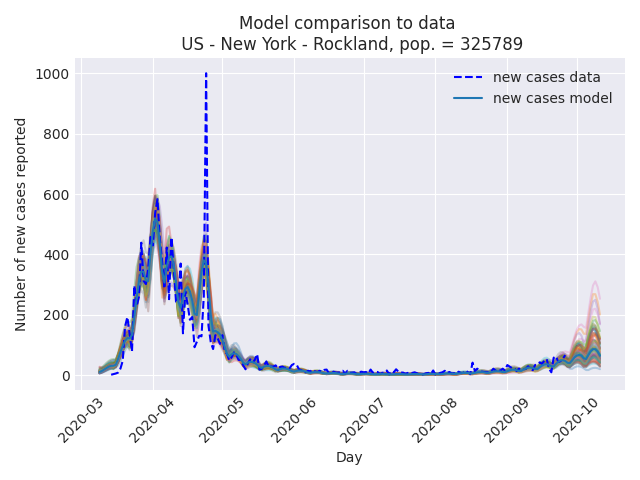 Model comparison to data
US - New York - Rockland, pop. = 325789
Number of new cases reported
1000
800
600
400
200
0
new cases data
new cases model
2020-03
2020-04
2020-05
2020-06
2020-07
2020-08
2020-09
2020-10
Day